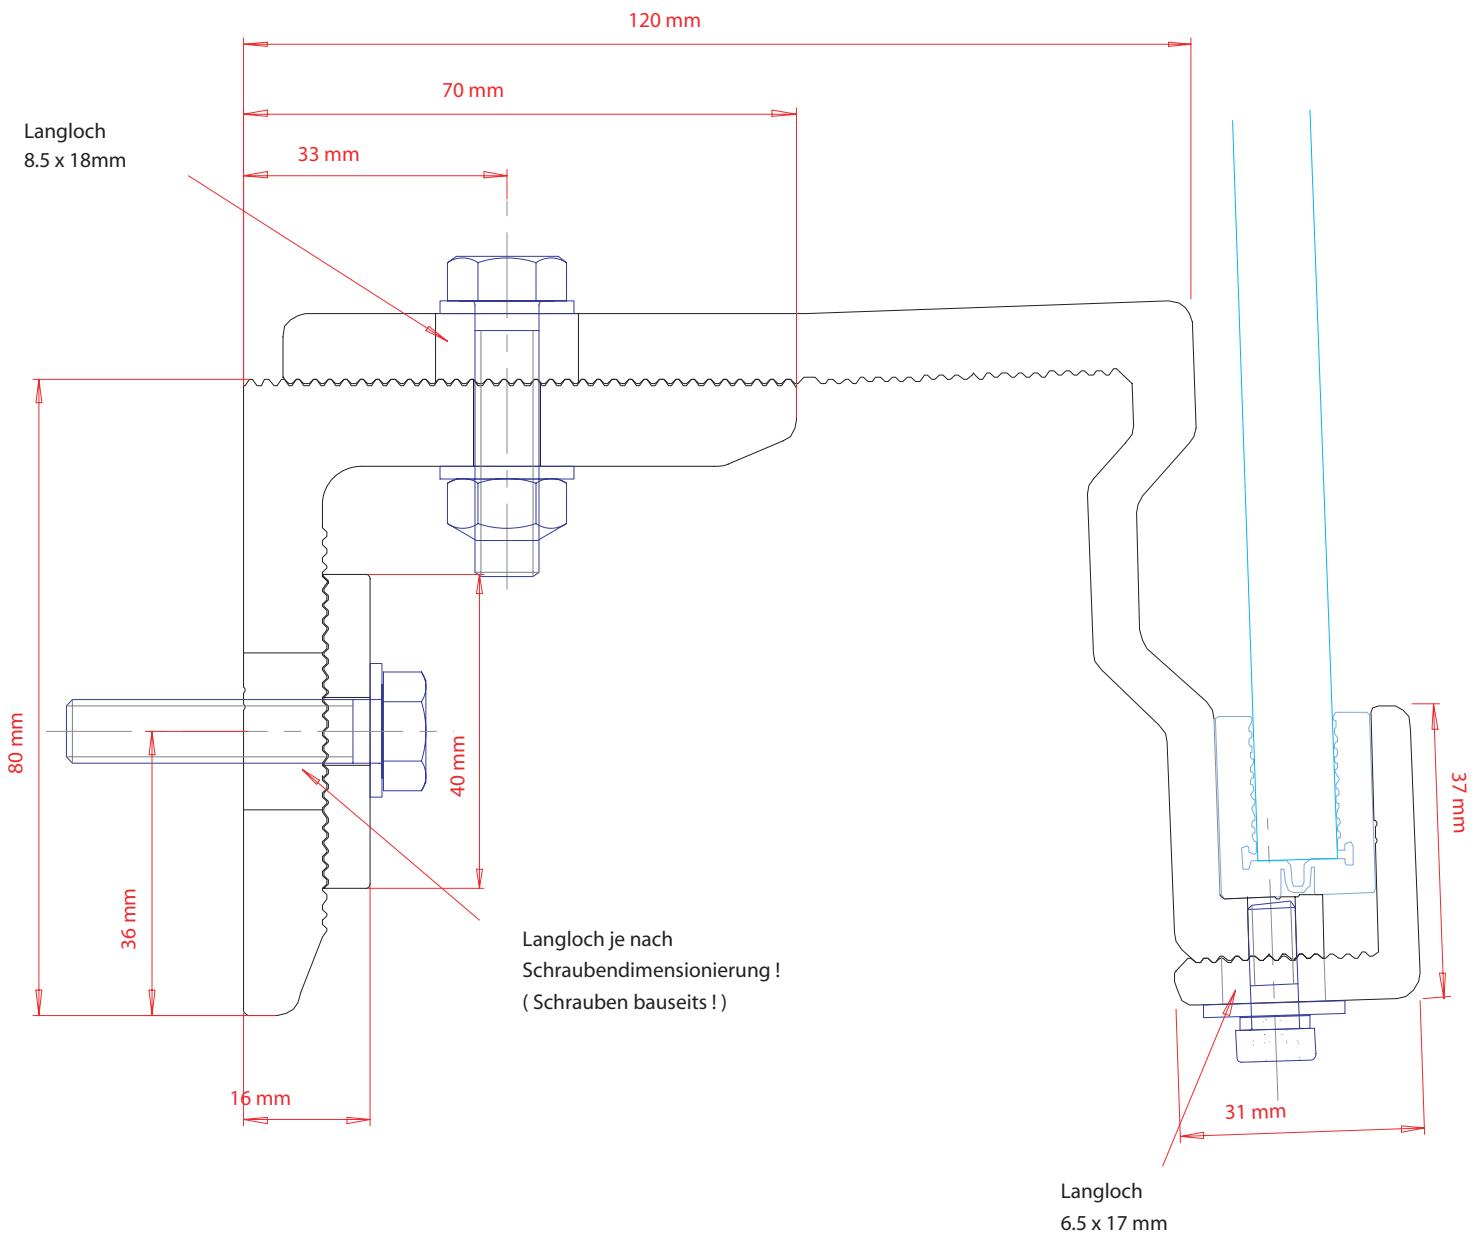 120 mm
70 mm
Langloch
8.5 x 18mm
33 mm
80 mm
40 mm
37 mm
36 mm
Langloch je nach
Schraubendimensionierung !
( Schrauben bauseits ! )
16 mm
31 mm
Langloch
6.5 x 17 mm